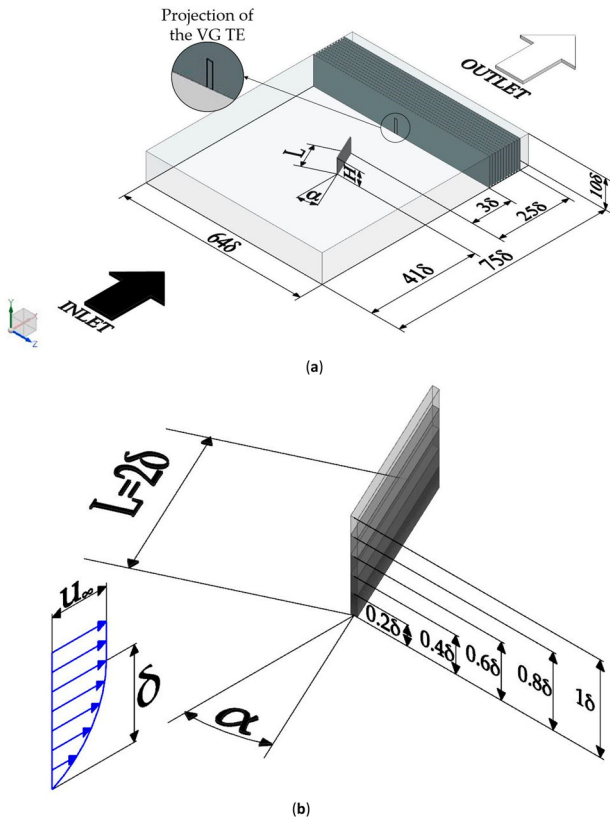 Projection of
the VG TE
OUTLET
L
H
α
10δ
3δ
25δ
64δ
41δ
75δ
INLET
Y
Z
(a)
L=2δ
u∞
0.2δ
0.4δ
0.6δ
0.8δ
1δ
δ
α
(b)